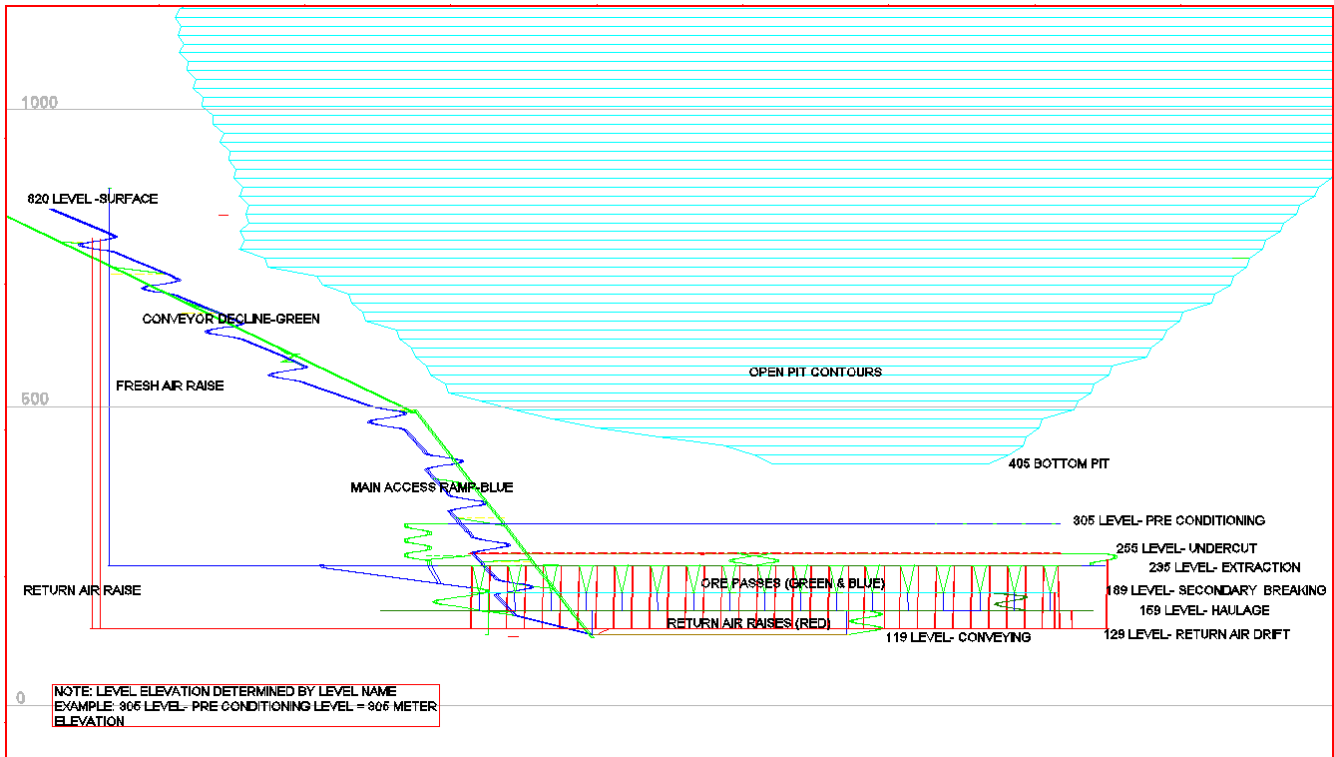 1000
820 LEVEL -SURFACE
CONVEYOR DECLINE-GREEN
OPEN PIT CONTOURS
FRESH AIR RAISE
500
405 BOTTOM PIT
MAIN ACCESS RAMP-BLUE
305 LEVEL- PRE CONDITIONING
255 LEVEL- UNDERCUT
235 LEVEL- EXTRACTION
ORE PASSES (GREEN & BLUE)
RETURN AIR RAISE
189 LEVEL- SECONDARY BREAKING
159 LEVEL- HAULAGE
RETURN AIR RAISES (RED)
119 LEVEL- CONVEYING
129 LEVEL- RETURN AIR DRIFT
0
NOTE: LEVEL ELEVATION DETERMINED BY LEVEL NAME
EXAMPLE: 305 LEVEL- PRE CONDITIONING LEVEL = 305 METER
ELEVATION